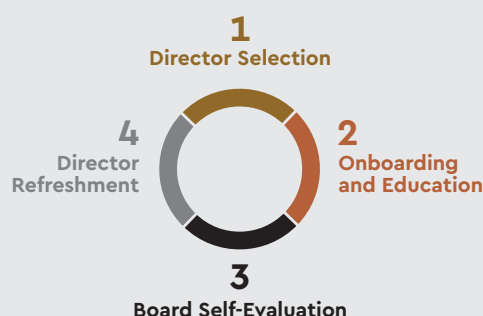 1
Director Selection
2
Onboarding
and Education
3
Board Self-Evaluation
4
Director
Refreshment